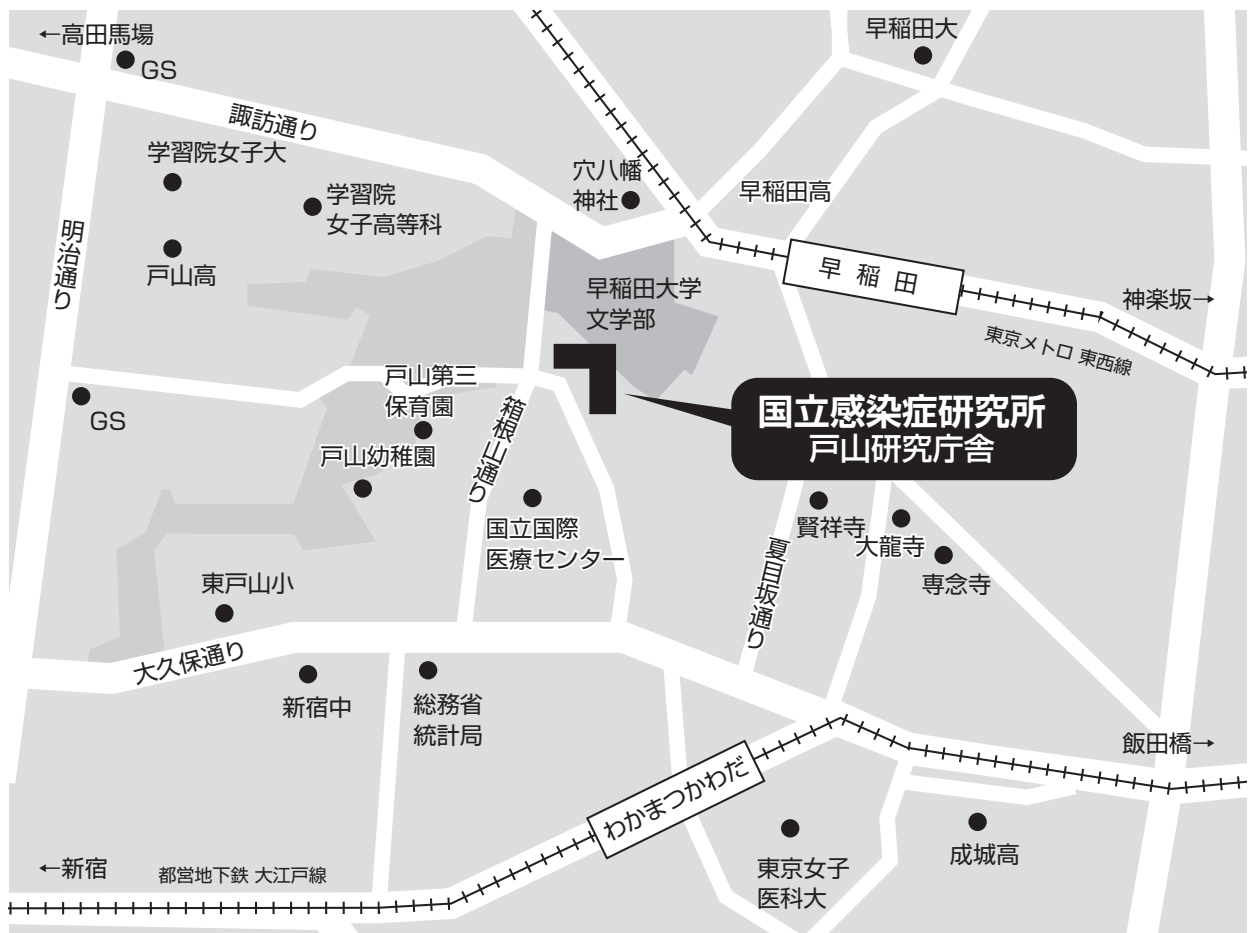 ←高田馬場
GS
早稲田大
諏訪通り
学習院女子大
学習院
女子高等科
穴八幡
神社
早稲田高
明治通り
戸山高
早稲田大学
文学部
早稲田
神楽坂→
東京メトロ 東西線
戸山第三
保育園
GS
箱根山通り
国立感染症研究所
戸山研究庁舎
戸山幼稚園
国立国際
医療センター
賢祥寺
大龍寺
専念寺
夏目坂通り
東戸山小
大久保通り
新宿中
総務省
統計局
飯田橋→
わかまつかわだ
←新宿
都営地下鉄 大江戸線
東京女子
医科大
成城高